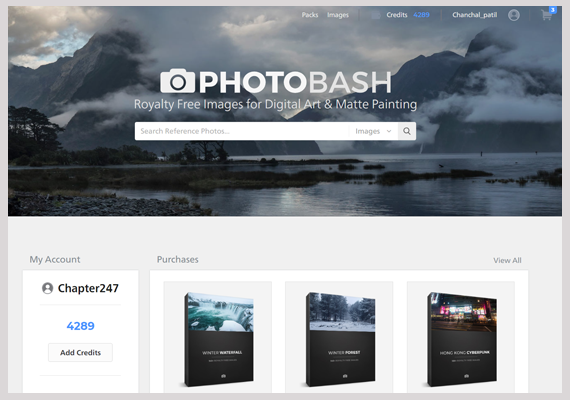 Packs Images Credits 4289 Chanchal_patil 3
PHOTOBASH
Royalty Free Images for Digital Art & Matte Painting
Search Reference Photos... Images
My Account Purchases View All
Chapter247
4289
Add Credits
WINTER WATERFALL
WINTER FOREST
HONG KONG CYBERPUNK